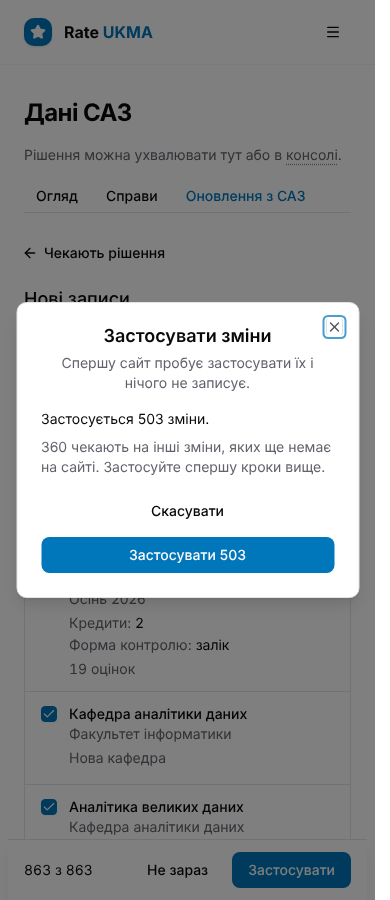 Rate UKMA
Дані САЗ
Рішення можна ухвалювати тут або в консолі.
Огляд Справи Оновлення з САЗ
Чекають рішення
Нові записи
Застосувати зміни
Спершу сайт пробує застосувати їх і
нічого не записує.
Застосується 503 зміни.
360 чекають на інші зміни, яких ще немає
на сайті. Застосуйте спершу кроки вище.
Скасувати
Застосувати 503
Осінь 2026
Кредити: 2
Форма контролю: залік
19 оцінок
Кафедра аналітики даних
Факультет інформатики
Нова кафедра
Аналітика великих даних
Кафедра аналітики даних
863 з 863 Не зараз Застосувати